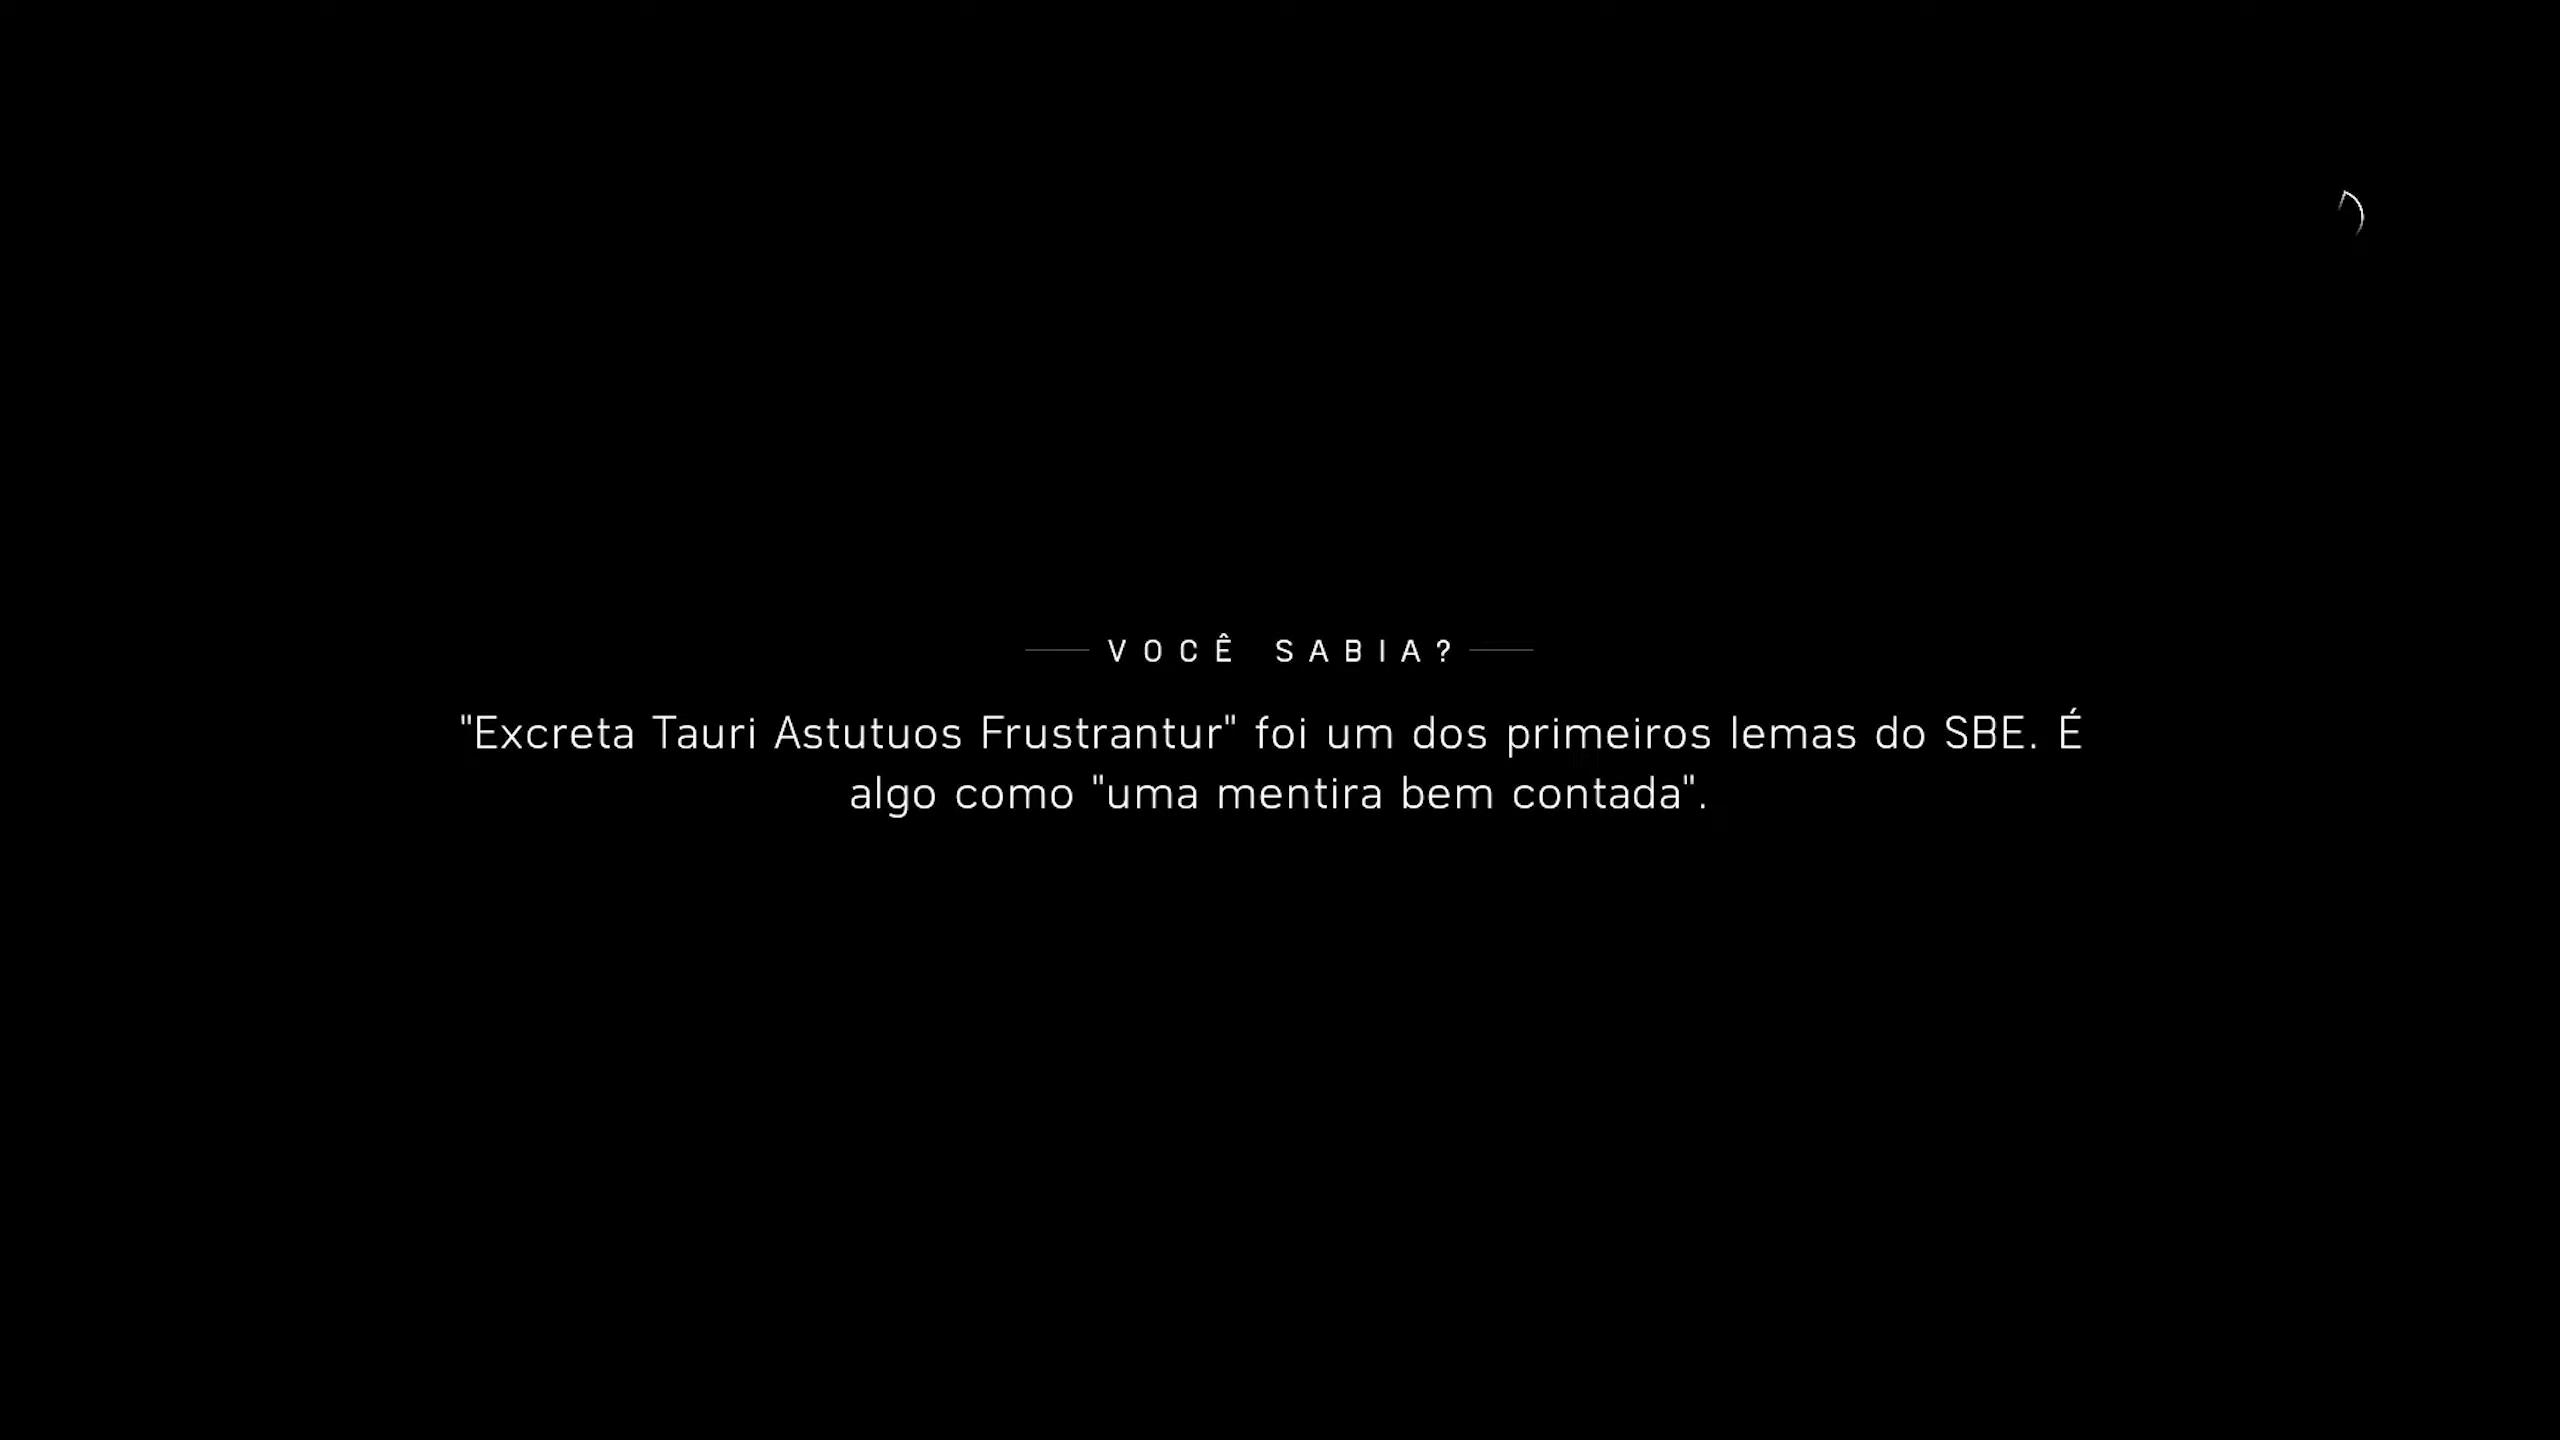 VOCÊ SABIA?
"Excreta Tauri Astutuos Frustrantur" foi um dos primeiros lemas do SBE. É
algo como "uma mentira bem contada".